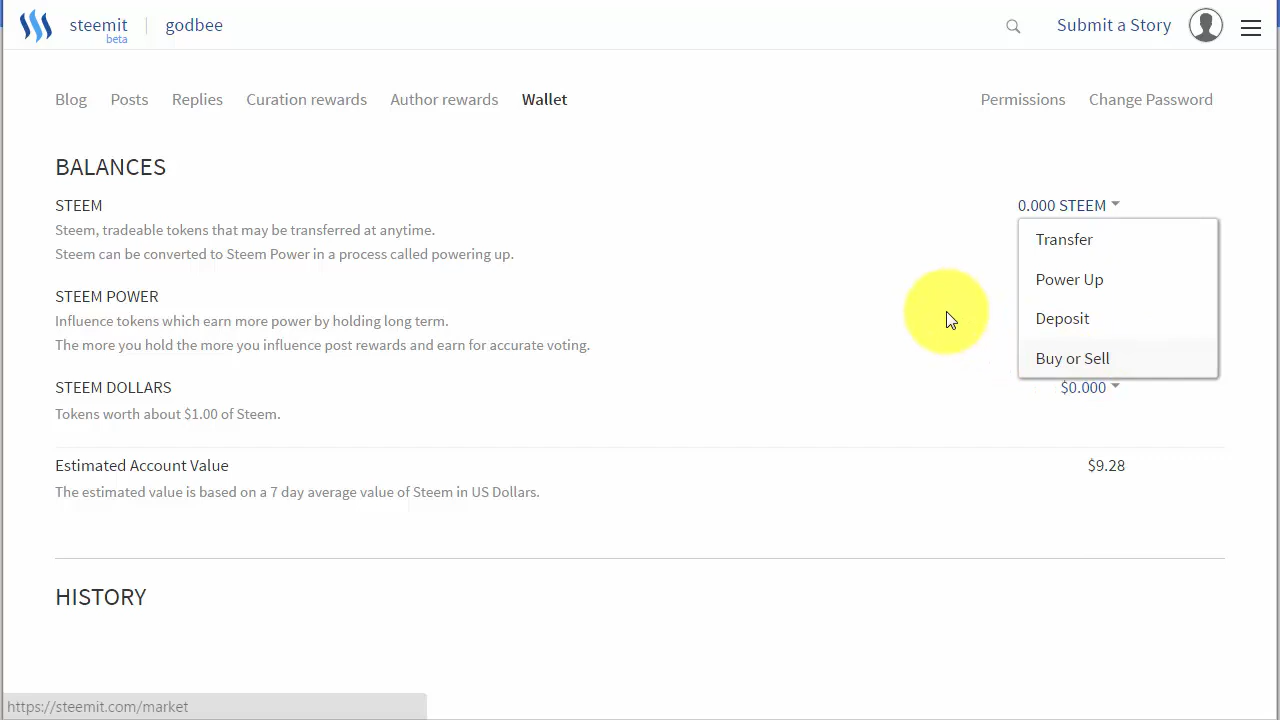 steemit
beta
godbee
Submit a Story
Blog Posts Replies Curation rewards Author rewards Wallet Permissions Change Password
BALANCES
STEEM
0.000 STEEM
Steem, tradeable tokens that may be transferred at anytime.
Steem can be converted to Steem Power in a process called powering up.
Transfer
Power Up
Deposit
Buy or Sell
STEEM POWER
Influence tokens which earn more power by holding long term.
The more you hold the more you influence post rewards and earn for accurate voting.
STEEM DOLLARS
$0.000
Tokens worth about $1.00 of Steem.
Estimated Account Value
$9.28
The estimated value is based on a 7 day average value of Steem in US Dollars.
HISTORY
https://steemit.com/market